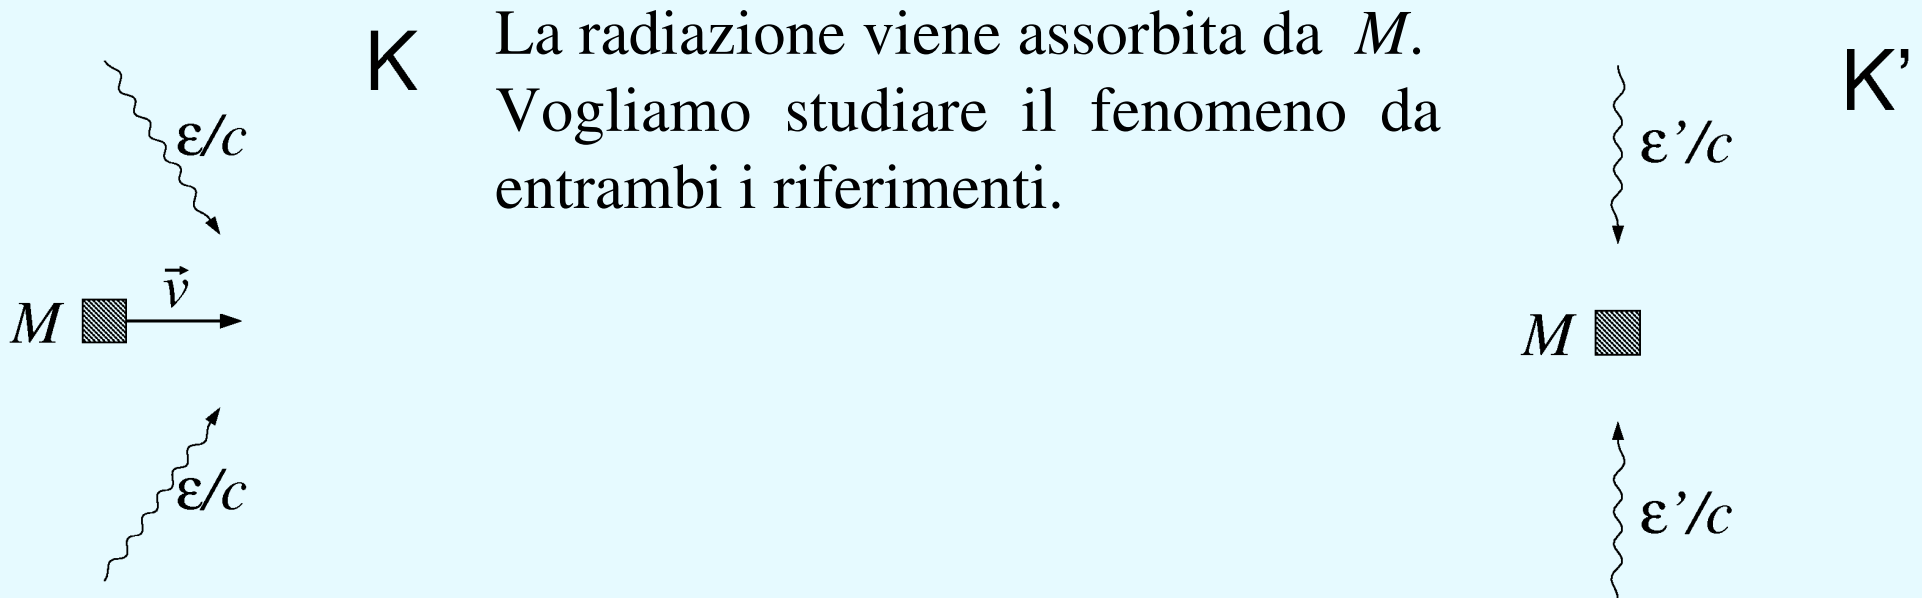 K
La radiazione viene assorbita da M.
Vogliamo studiare il fenomeno da
entrambi i riferimenti.
K’
ε/c
ε’/c
v⃗
M
M
ε/c
ε’/c